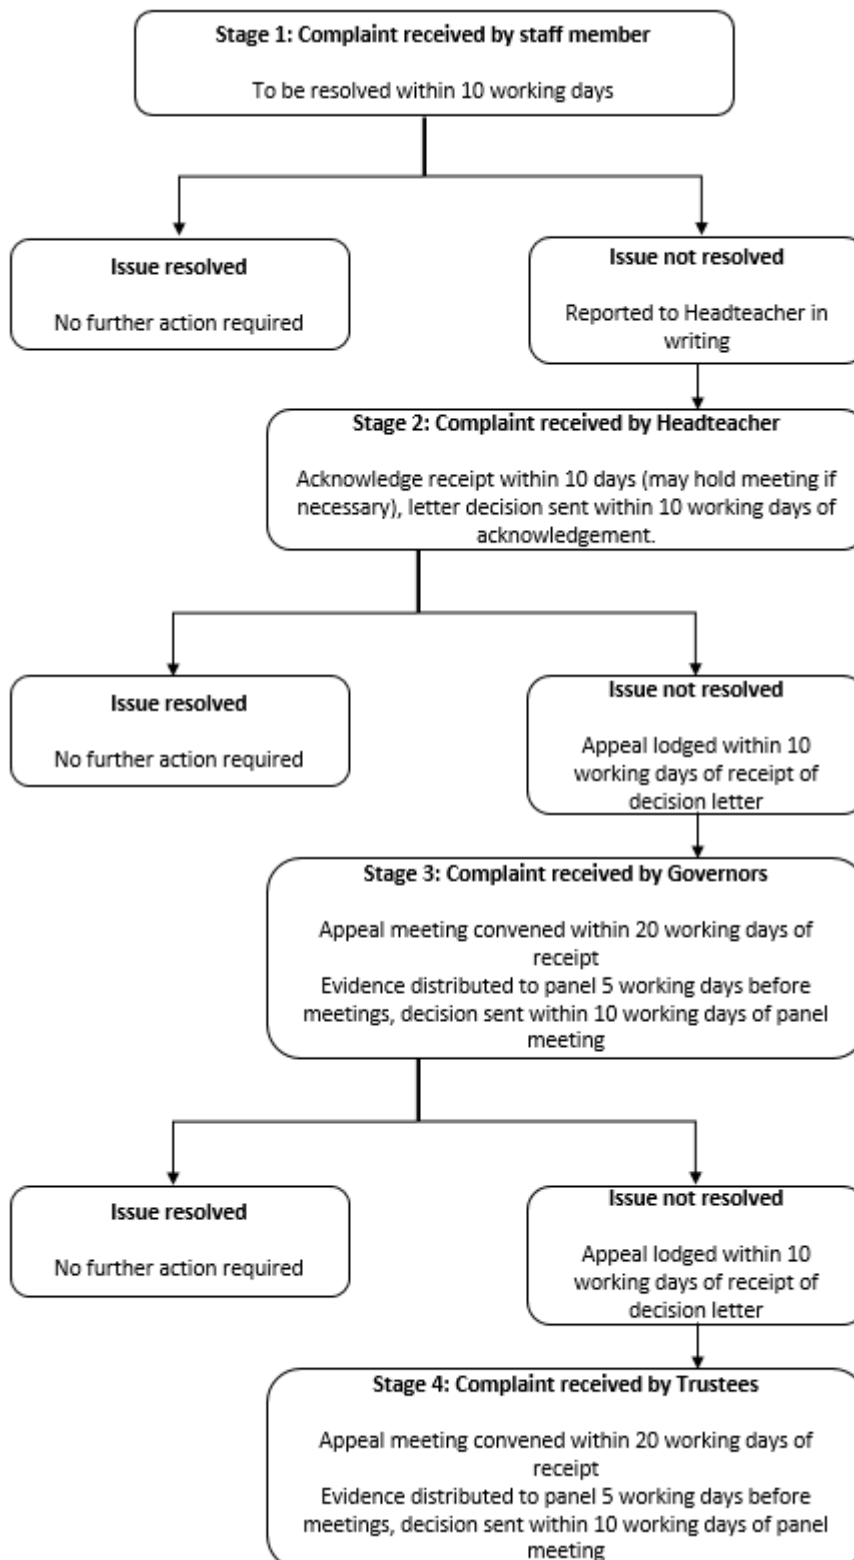 Stage 1: Complaint received by staff member
To be resolved within 10 working days
Issue resolved
No further action required
Issue not resolved
Reported to Headteacher in
writing
Stage 2: Complaint received by Headteacher
Acknowledge receipt within 10 days (may hold meeting if
necessary), letter decision sent within 10 working days of
acknowledgement.
Issue resolved
No further action required
Issue not resolved
Appeal lodged within 10
working days of receipt of
decision letter
Stage 3: Complaint received by Governors
Appeal meeting convened within 20 working days of
receipt
Evidence distributed to panel 5 working days before
meetings, decision sent within 10 working days of panel
meeting
Issue resolved
No further action required
Issue not resolved
Appeal lodged within 10
working days of receipt of
decision letter
Stage 4: Complaint received by Trustees
Appeal meeting convened within 20 working days of
receipt
Evidence distributed to panel 5 working days before
meetings, decision sent within 10 working days of panel
meeting